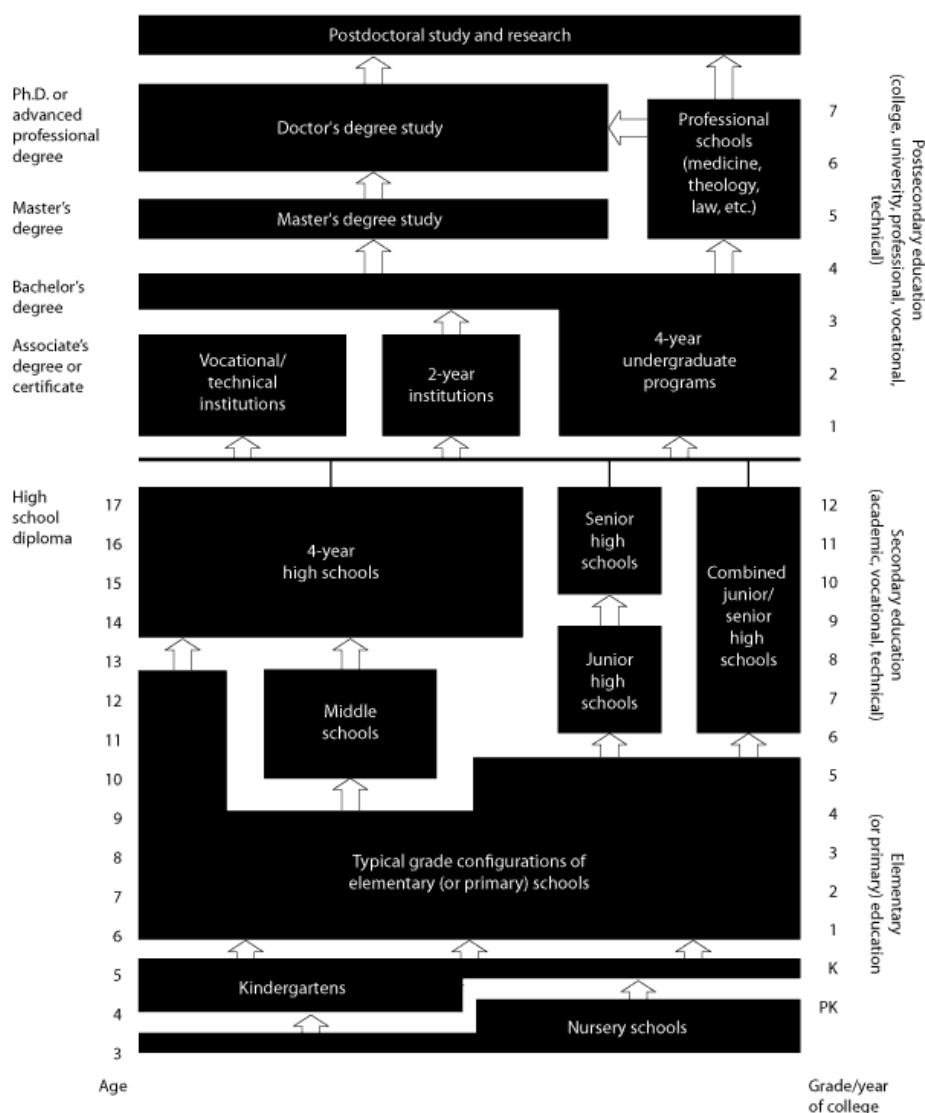 Postdoctoral study and research
Ph.D. or
advanced
professional
degree
Doctor's degree study
Professional
schools
(medicine,
theology,
law, etc.)
7
6
Master's
degree
Master's degree study
5
4
Bachelor's
degree
3
Associate's
degree or
certificate
Vocational/
technical
institutions
2-year
institutions
4-year
undergraduate
programs
2
1
Postsecondary education
(college, university, professional, vocational,
technical)
High
school
diploma
17
16
15
14
13
12
11
10
9
8
7
6
5
4
3
4-year
high schools
Senior
high
schools
Combined
junior/
senior
high
schools
Junior
high
schools
Middle
schools
12
11
10
9
8
7
6
5
4
3
2
1
K
PK
Secondary education
(academic, vocational, technical)
Typical grade configurations of
elementary (or primary) schools
Elementary
(or primary) education
Kindergartens
Nursery schools
Age
Grade/year
of college